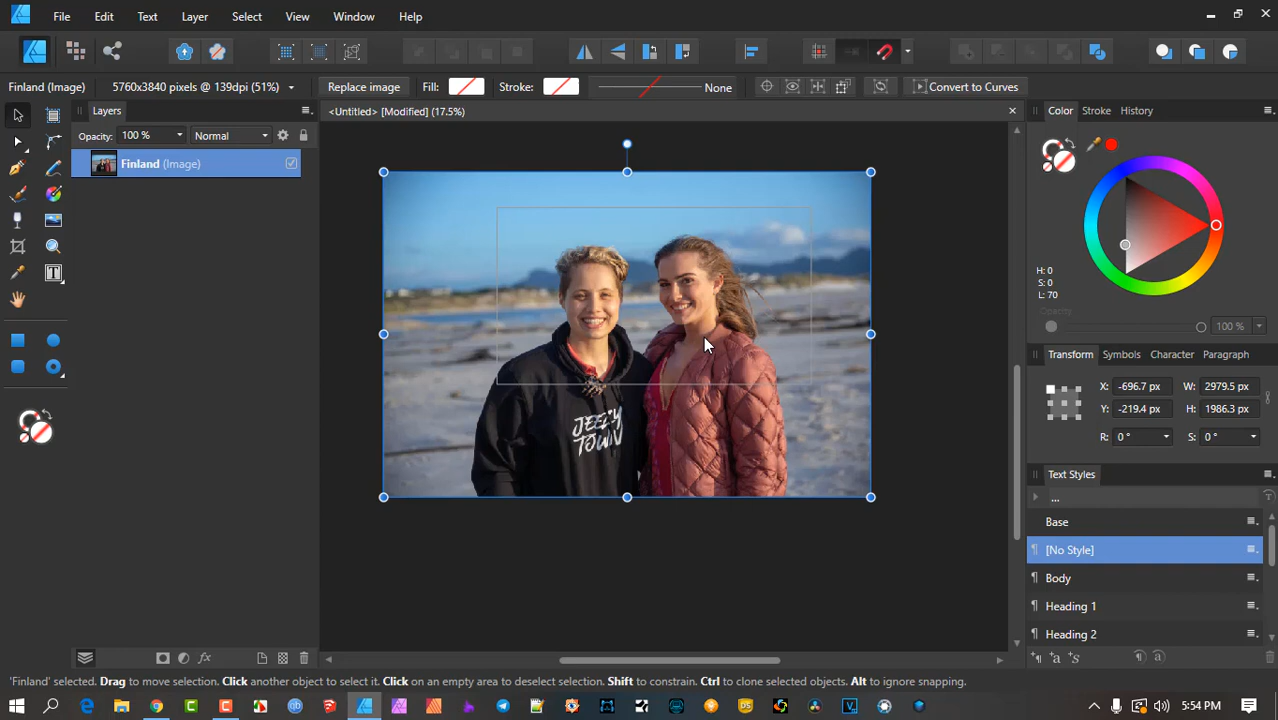 File Edit Text Layer Select View Window Help
Finland (Image) 5760x3840 pixels @ 139dpi (51%) Replace image Fill: Stroke: None Convert to Curves
Layers <Untitled> [Modified] (17.5%) Color Stroke History
Opacity: 100 % Normal
Finland (Image)
JEEZY
TOWN
H: 0
S: 0
L: 70
Opacity
100 %
Transform Symbols Character Paragraph
X: -696.7 px W: 2979.5 px
Y: -219.4 px H: 1986.3 px
R: 0 ° S: 0 °
Text Styles
...
Base
[No Style]
Body
Heading 1
Heading 2
'Finland' selected. Drag to move selection. Click another object to select it. Click on an empty area to deselect selection. Shift to constrain. Ctrl to clone selected objects. Alt to ignore snapping.
5:54 PM